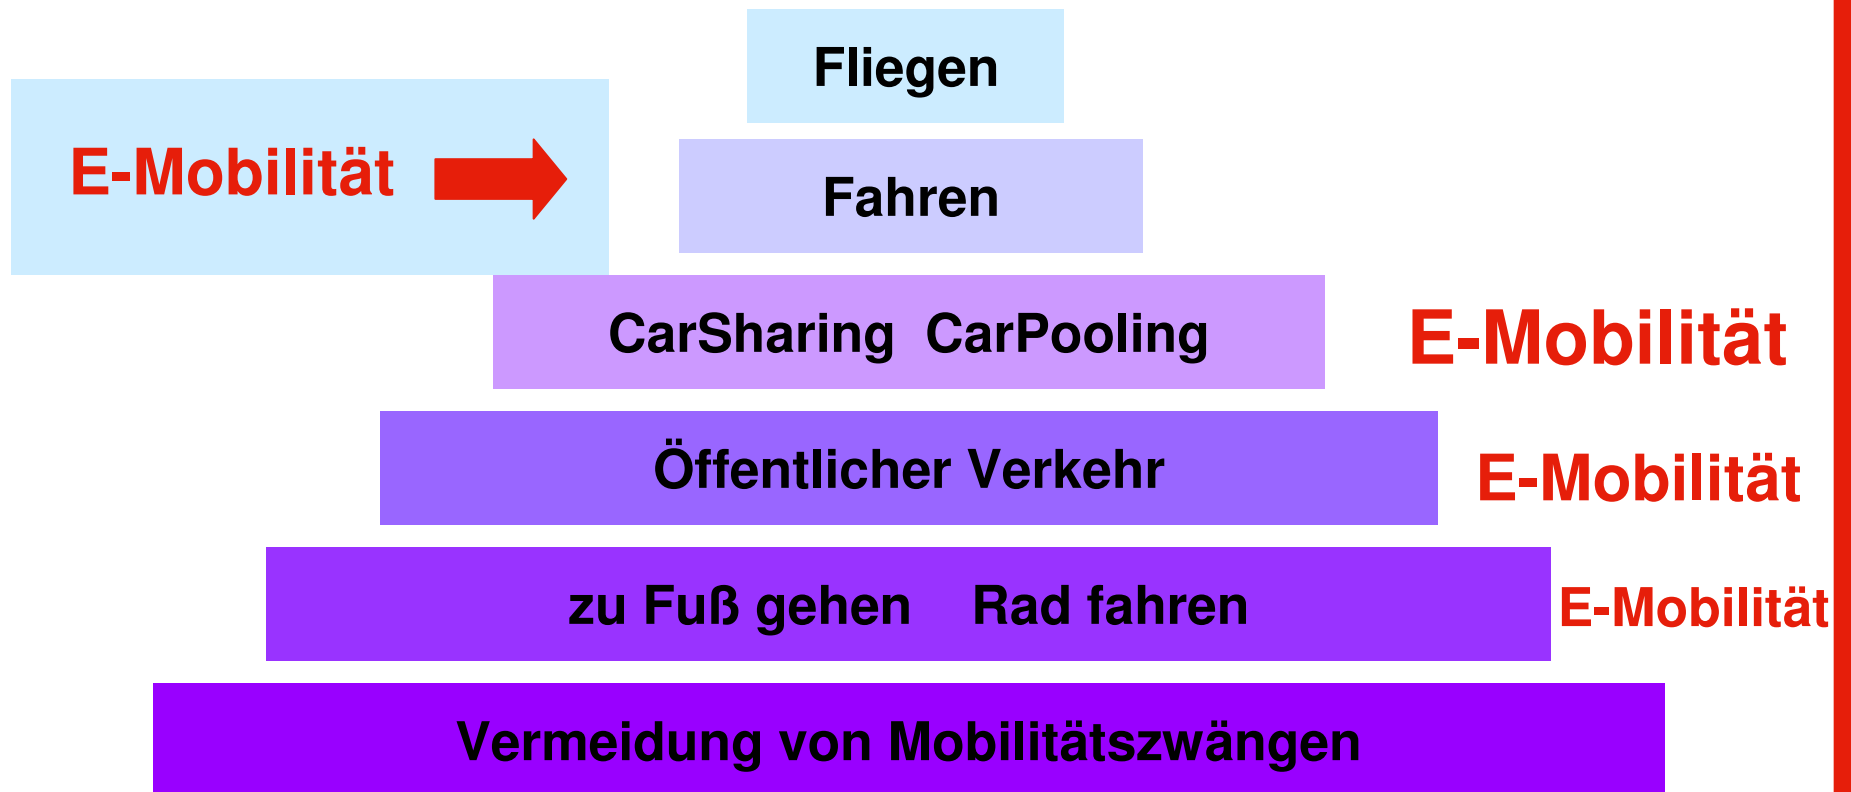 Fliegen
E-Mobilität
Fahren
CarSharing CarPooling
E-Mobilität
Öffentlicher Verkehr
E-Mobilität
zu Fuß gehen Rad fahren
E-Mobilität
Vermeidung von Mobilitätszwängen